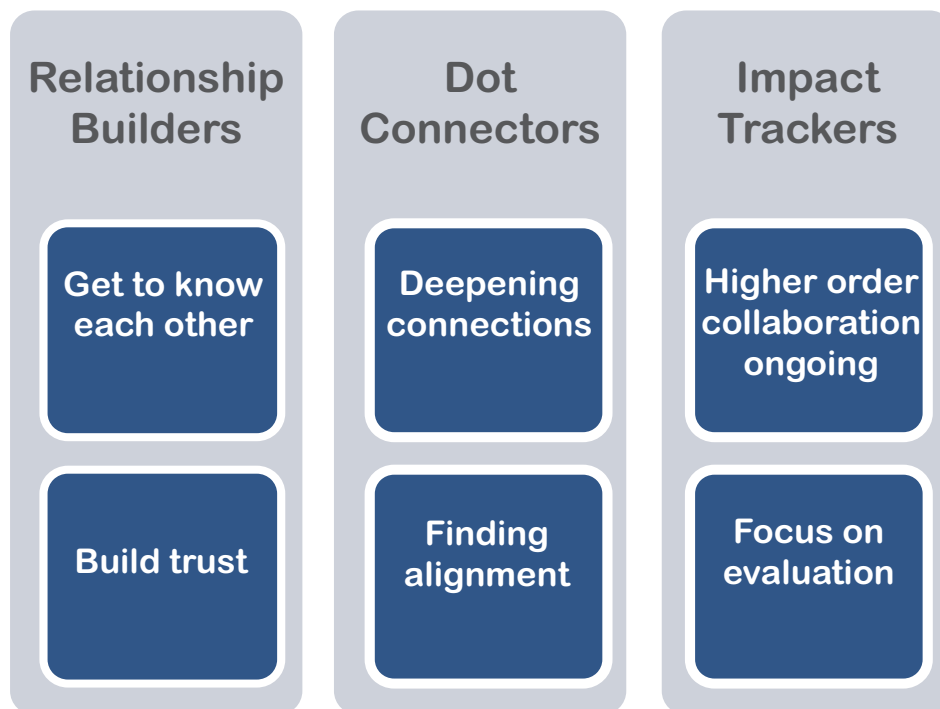 Relationship
Builders
Get to know
each other
Build trust
Dot
Connectors
Deepening
connections
Finding
alignment
Impact
Trackers
Higher order
collaboration
ongoing
Focus on
evaluation